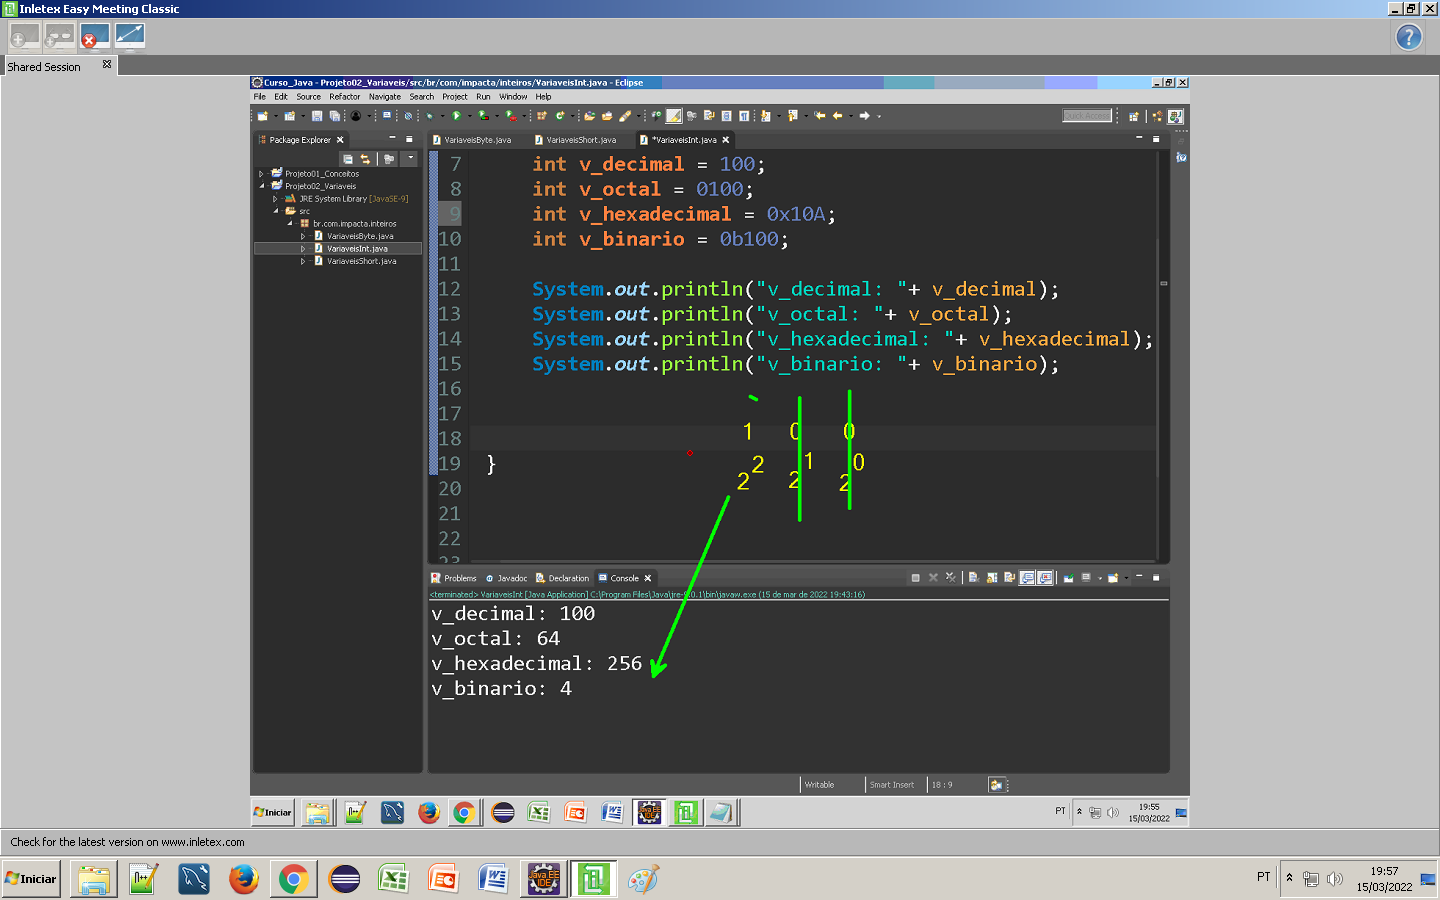 Inletex Easy Meeting Classic
Shared Session
Curso_Java - Projeto02_Variaveis/src/br/com/impacta/inteiros/VariaveisInt.java - Eclipse
File Edit Source Refactor Navigate Search Project Run Window Help
Quick Access
Package Explorer
Projeto01_Conceitos
Projeto02_Variaveis
JRE System Library [JavaSE-9]
src
br.com.impacta.inteiros
VariaveisByte.java
VariaveisInt.java
VariaveisShort.java
VariaveisByte.java VariaveisShort.java *VariaveisInt.java
7 int v_decimal = 100;
8 int v_octal = 0100;
9 int v_hexadecimal = 0x10A;
10 int v_binario = 0b100;
11
12 System.out.println("v_decimal: "+ v_decimal);
13 System.out.println("v_octal: "+ v_octal);
14 System.out.println("v_hexadecimal: "+ v_hexadecimal);
15 System.out.println("v_binario: "+ v_binario);
16
17
18
19 }
20
21
22
23
1 0 0
2 1 0
2 2 2
Problems Javadoc Declaration Console
<terminated> VariaveisInt [Java Application] C:\Program Files\Java\jre-9.0.1\bin\javaw.exe (15 de mar de 2022 19:43:16)
v_decimal: 100
v_octal: 64
v_hexadecimal: 256
v_binario: 4
Writable Smart Insert 18 : 9
Iniciar
PT
19:55
15/03/2022
Check for the latest version on www.inletex.com
Iniciar
Java EE
IDE
PT
19:57
15/03/2022